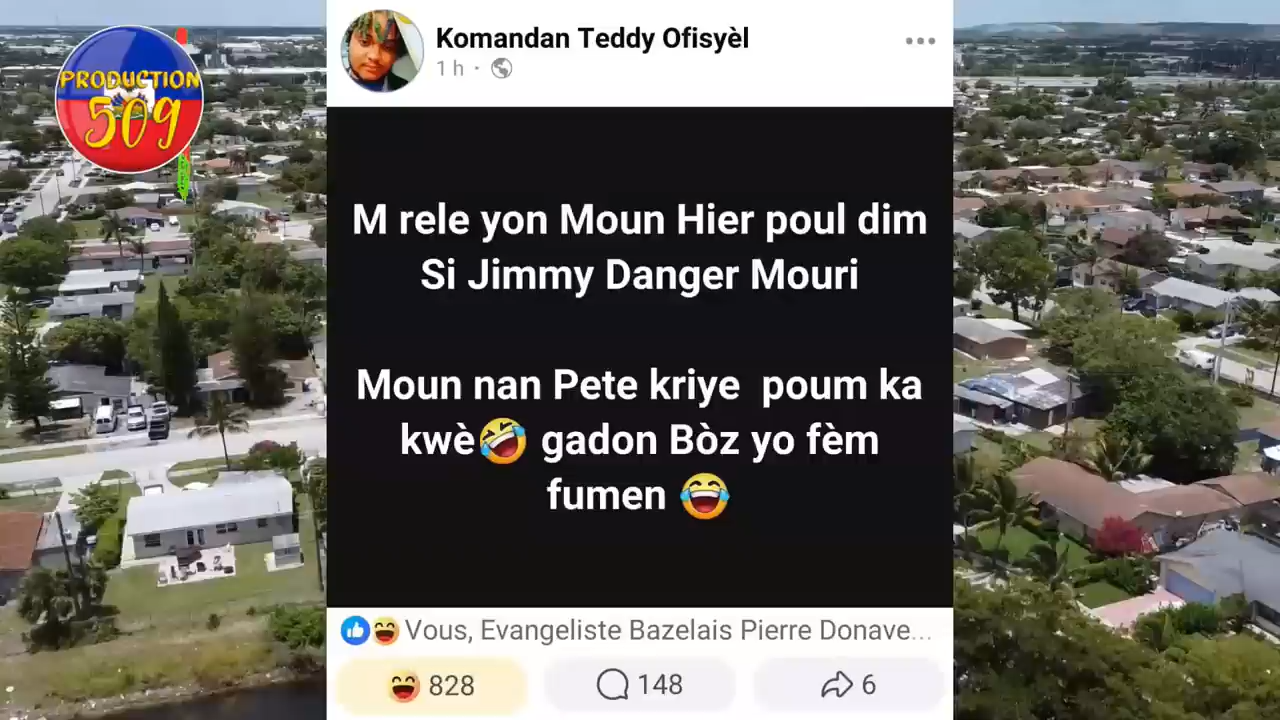 PRODUCTION
509
Komandan Teddy Ofisyèl
1 h ·
M rele yon Moun Hier poul dim
Si Jimmy Danger Mouri
Moun nan Pete kriye poum ka
kwè🤣 gadon Bòz yo fèm
fumen 😂
Vous, Evangeliste Bazelais Pierre Donave...
828
148
6